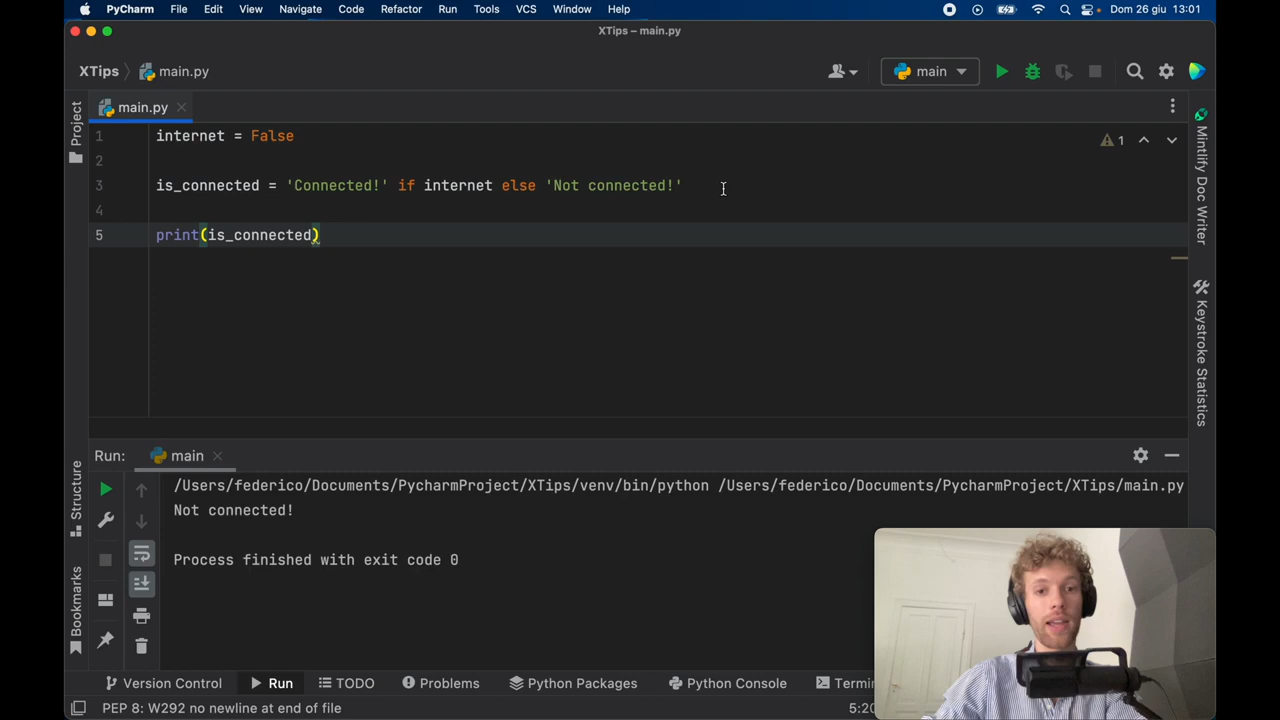 PyCharm File Edit View Navigate Code Refactor Run Tools VCS Window Help Dom 26 giu 13:01
XTips – main.py
XTips main.py main
main.py
Project
1 internet = False
1
2
3 is_connected = 'Connected!' if internet else 'Not connected!'
4
5 print(is_connected)
Mintlify Doc Writer
Keystroke Statistics
Run: main
/Users/federico/Documents/PycharmProject/XTips/venv/bin/python /Users/federico/Documents/PycharmProject/XTips/main.py
Not connected!
Process finished with exit code 0
Structure
Bookmarks
Version Control Run TODO Problems Python Packages Python Console
PEP 8: W292 no newline at end of file